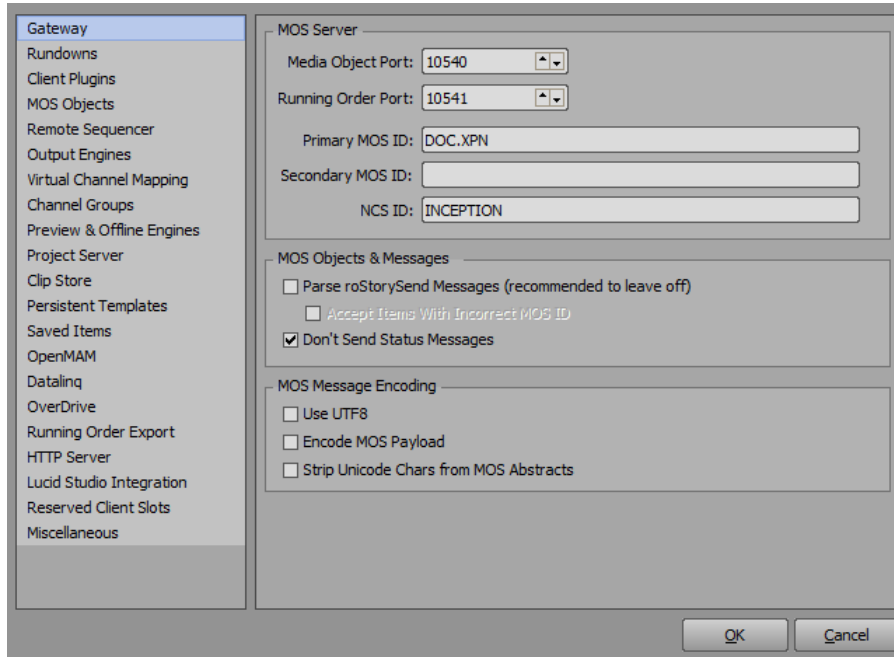 Gateway
Rundowns
Client Plugins
MOS Objects
Remote Sequencer
Output Engines
Virtual Channel Mapping
Channel Groups
Preview & Offline Engines
Project Server
Clip Store
Persistent Templates
Saved Items
OpenMAM
Datalinq
OverDrive
Running Order Export
HTTP Server
Lucid Studio Integration
Reserved Client Slots
Miscellaneous
MOS Server
Media Object Port: 10540
Running Order Port: 10541
Primary MOS ID: DOC.XPN
Secondary MOS ID:
NCS ID: INCEPTION
MOS Objects & Messages
Parse roStorySend Messages (recommended to leave off)
Accept Items With Incorrect MOS ID
Don't Send Status Messages
MOS Message Encoding
Use UTF8
Encode MOS Payload
Strip Unicode Chars from MOS Abstracts
OK
Cancel